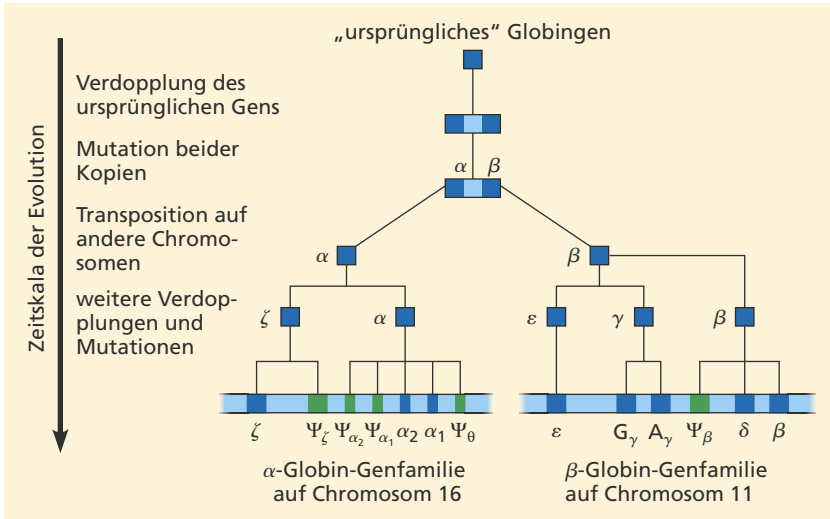 „ursprüngliches“ Globingen
Zeitskala der Evolution
Verdopplung des
ursprünglichen Gens
Mutation beider
Kopien
α β
Transposition auf
andere Chromo-
somen
α β
weitere Verdop-
plungen und
Mutationen
ζ α ε γ β
ζ Ψζ Ψα2 Ψα1 α2 α1 Ψθ
ε Gγ Aγ Ψβ δ β
α-Globin-Genfamilie
auf Chromosom 16
β-Globin-Genfamilie
auf Chromosom 11